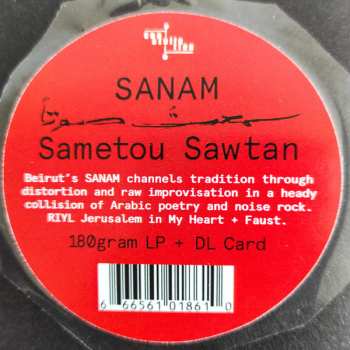 SANAM
Sametou Sawtan
Beirut's SANAM channels tradition through
distortion and raw improvisation in a heady
collision of Arabic poetry and noise rock.
RIYL Jerusalem in My Heart + Faust.
180gram LP + DL Card
6 66561 01861 0